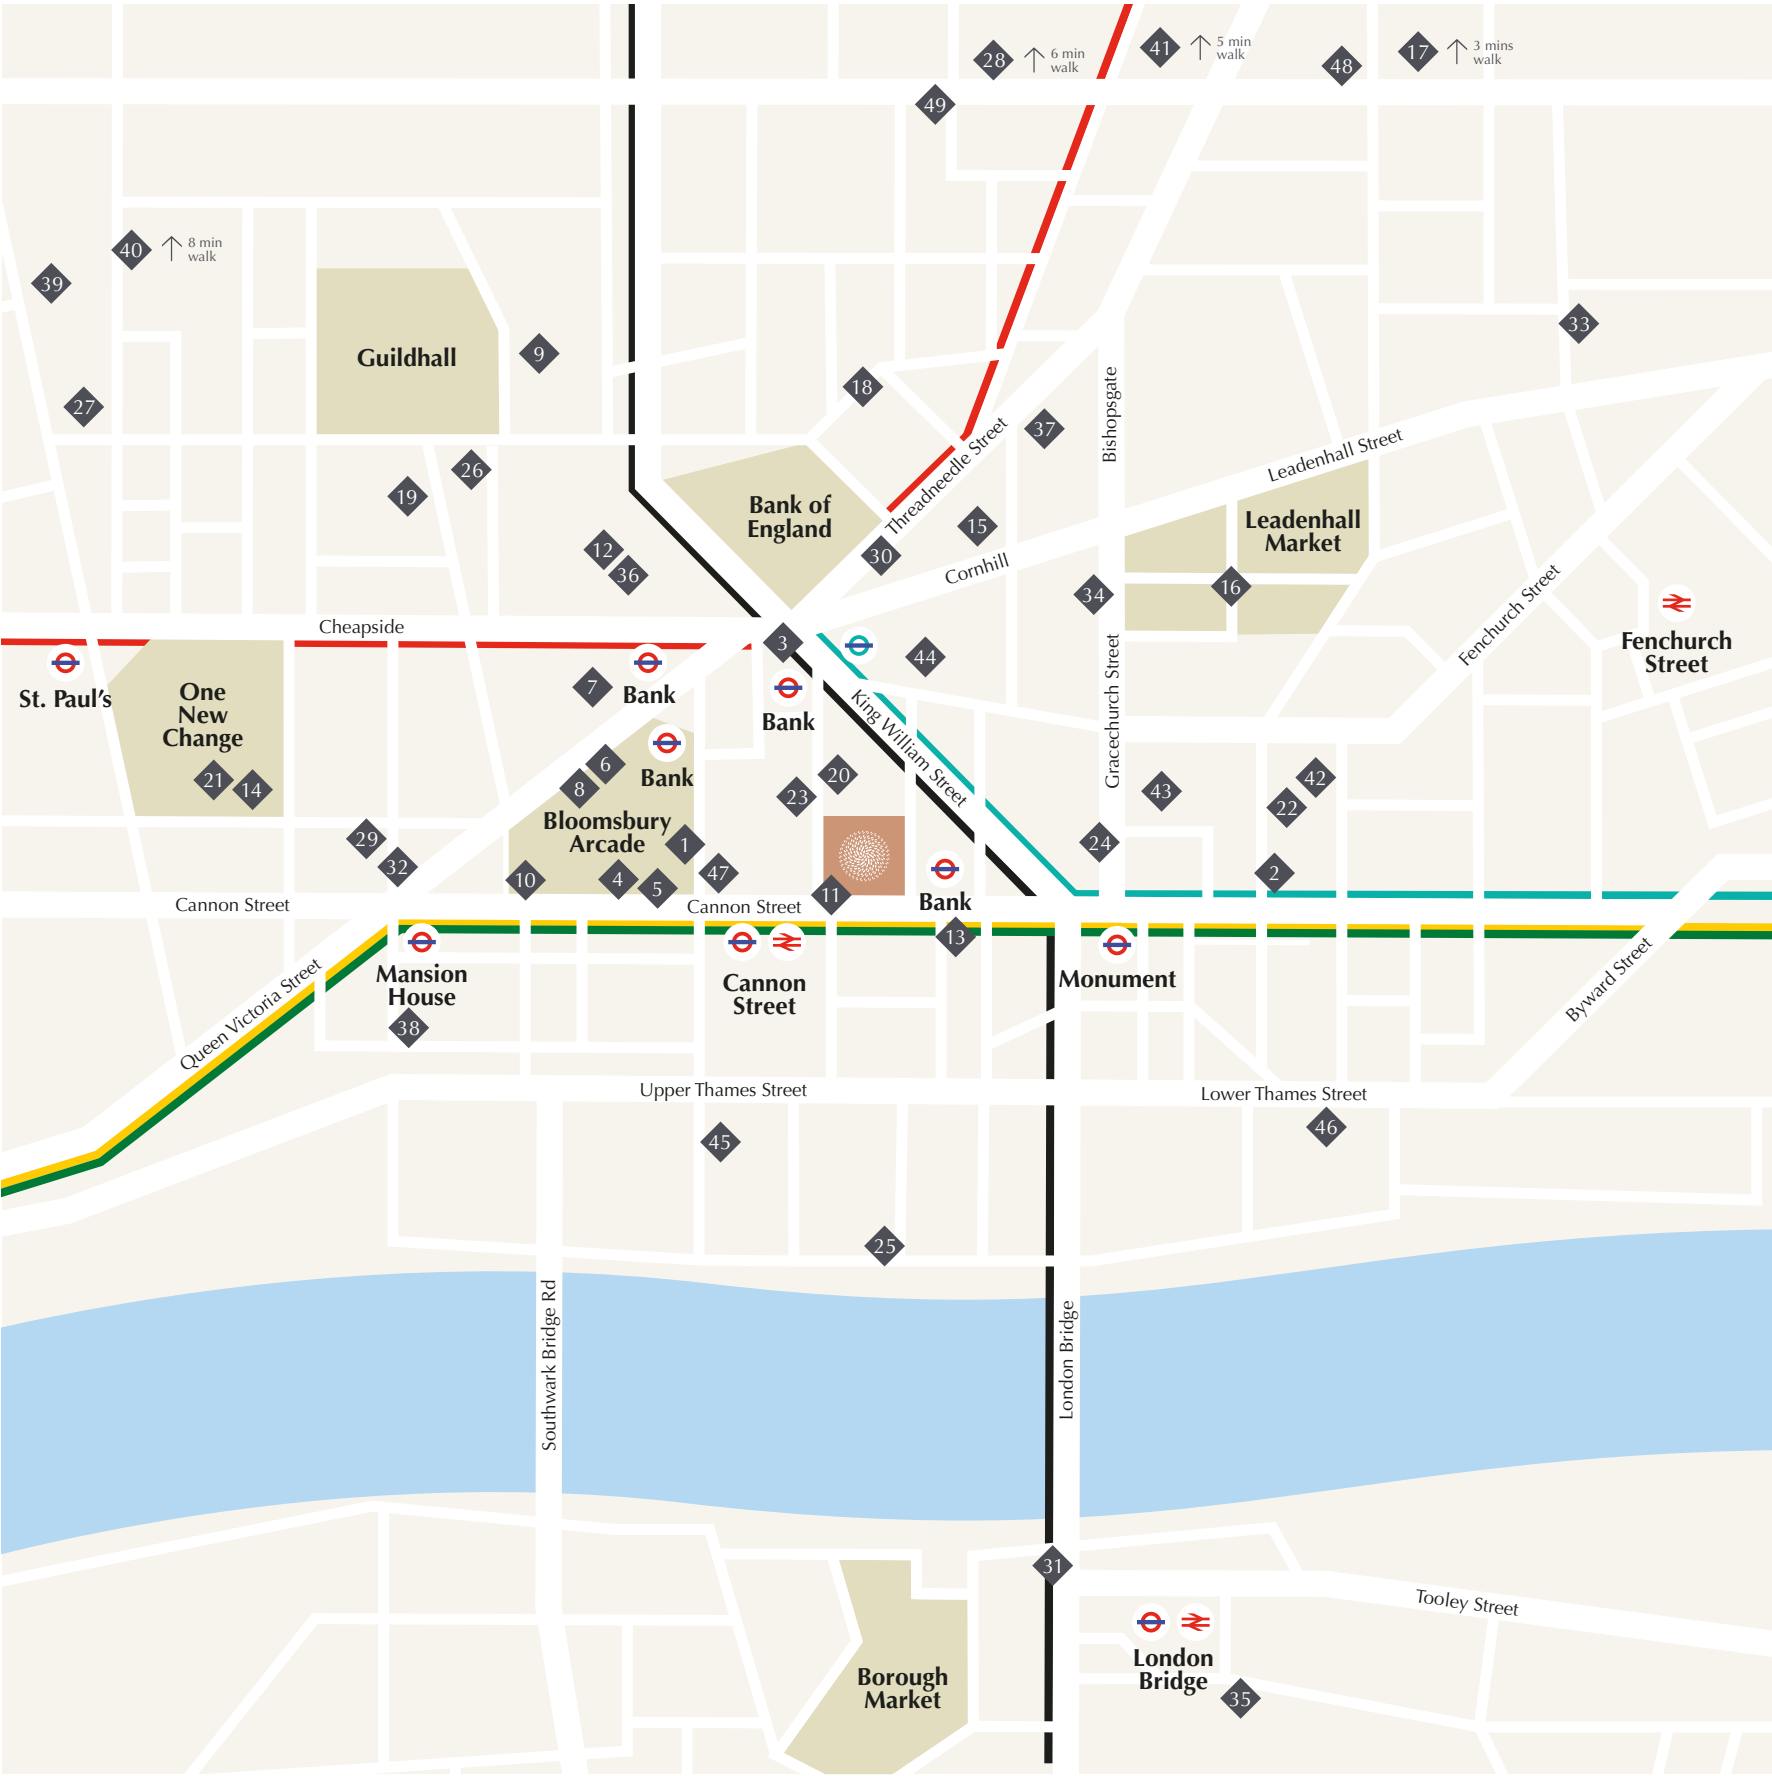 28
6 min
walk
41
5 min
walk
48
17
3 mins
walk
49
40
8 min
walk
39
33
Guildhall
9
27
18
37
Bishopsgate
Threadneedle Street
Leadenhall Street
26
19
Bank of
England
15
Leadenhall
Market
12
36
30
Cornhill
34
16
Fenchurch Street
Fenchurch
Street
Cheapside
3
44
St. Paul's
One
New
Change
7
Bank
Bank
King William Street
Gracechurch Street
21
14
6
8
Bank
20
23
43
42
22
Bloomsbury
Arcade
1
29
32
10
4
5
47
11
24
2
Bank
Cannon Street
Cannon Street
13
Mansion
House
Cannon
Street
Monument
Queen Victoria Street
Byward Street
38
Upper Thames Street
Lower Thames Street
45
46
25
Southwark Bridge Rd
London Bridge
31
Tooley Street
London
Bridge
Borough
Market
35